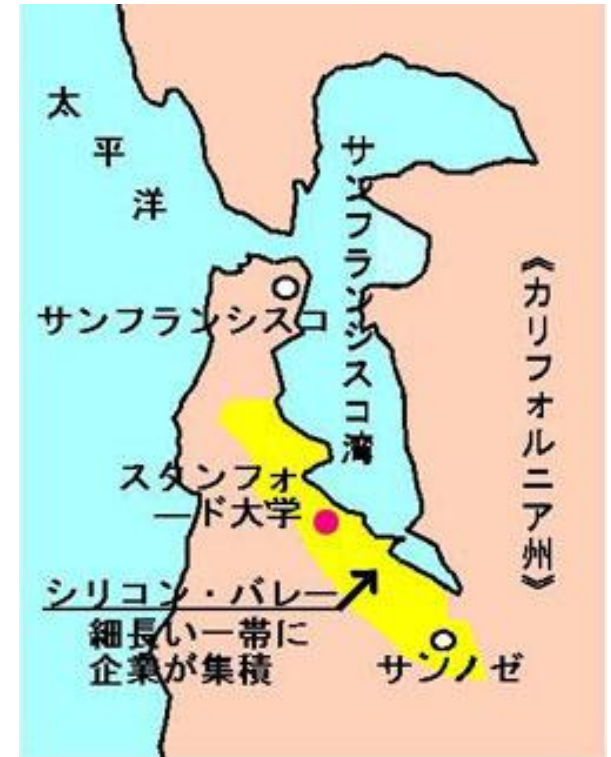 太平洋
サンフランシスコ湾
サンフランシスコ
《カリフォルニア州》
スタンフォ
ード大学
シリコン・バレー
細長い一帯に
企業が集積
サンノゼ